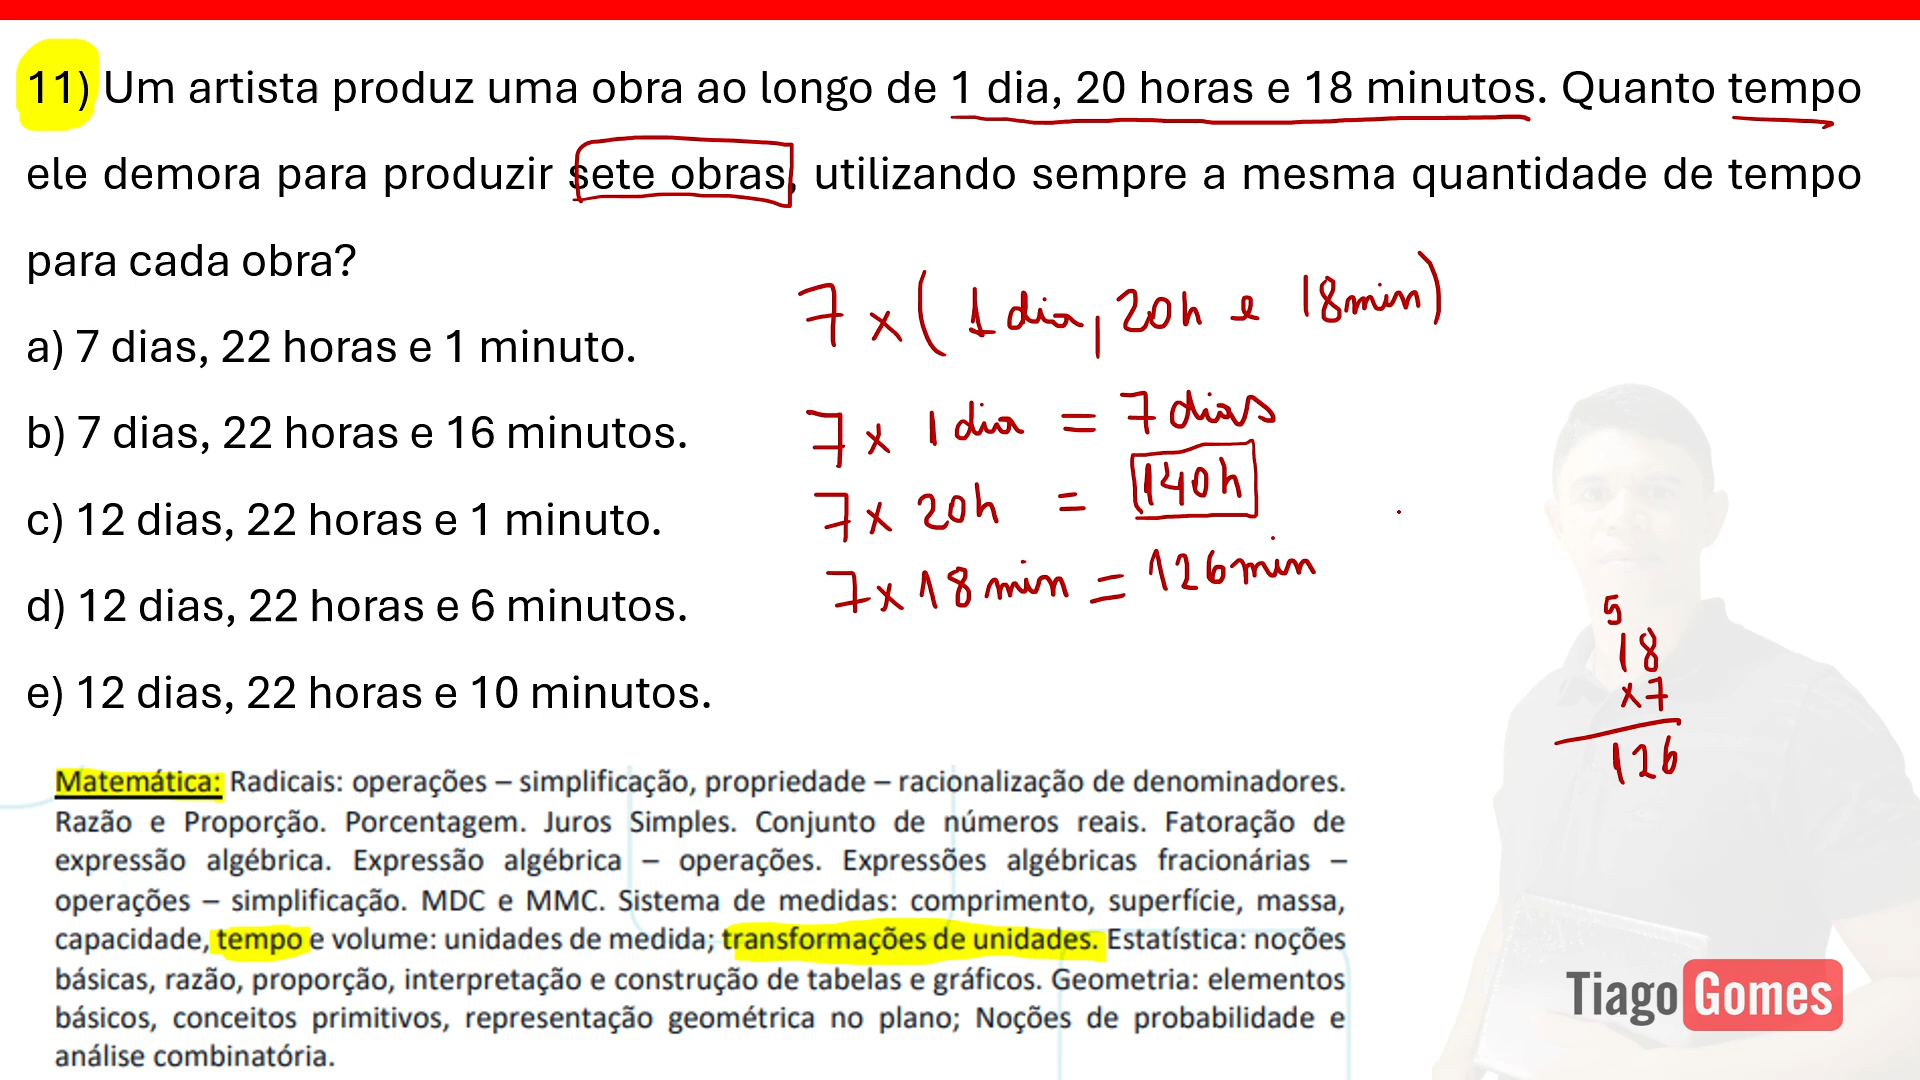 11) Um artista produz uma obra ao longo de 1 dia, 20 horas e 18 minutos. Quanto tempo
ele demora para produzir sete obras, utilizando sempre a mesma quantidade de tempo
para cada obra?
a) 7 dias, 22 horas e 1 minuto.
b) 7 dias, 22 horas e 16 minutos.
c) 12 dias, 22 horas e 1 minuto.
d) 12 dias, 22 horas e 6 minutos.
e) 12 dias, 22 horas e 10 minutos.
7 x ( 1 dia, 20h e 18min)
7 x 1 dia = 7 dias
7 x 20h = 140h
7 x 18 min = 126min
5
18
x7
126
Matemática: Radicais: operações – simplificação, propriedade – racionalização de denominadores.
Razão e Proporção. Porcentagem. Juros Simples. Conjunto de números reais. Fatoração de
expressão algébrica. Expressão algébrica – operações. Expressões algébricas fracionárias –
operações – simplificação. MDC e MMC. Sistema de medidas: comprimento, superfície, massa,
capacidade, tempo e volume: unidades de medida; transformações de unidades. Estatística: noções
básicas, razão, proporção, interpretação e construção de tabelas e gráficos. Geometria: elementos
básicos, conceitos primitivos, representação geométrica no plano; Noções de probabilidade e
análise combinatória.
Tiago Gomes